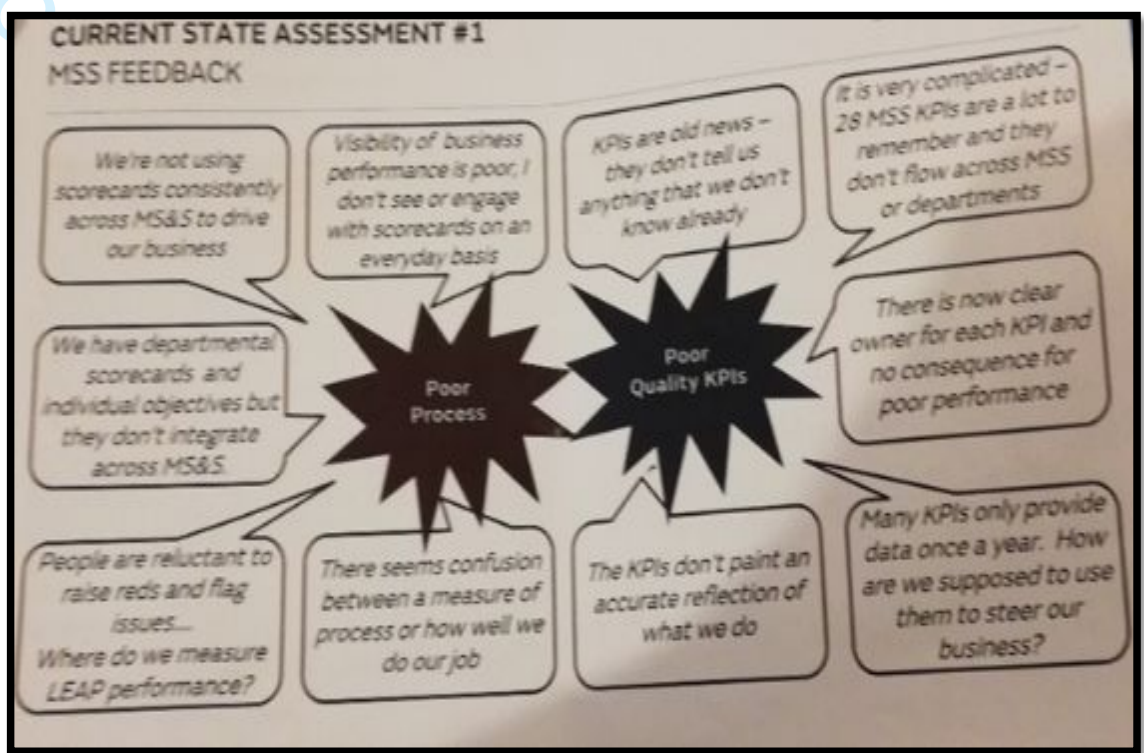 CURRENT STATE ASSESSMENT #1
MSS FEEDBACK
We're not using
scorecards consistently
across MS&S to drive
our business
Visibility of business
performance is poor, I
don't see or engage
with scorecards on an
everyday basis
KPIs are old news –
they don't tell us
anything that we don't
know already
It is very complicated –
28 MSS KPIs are a lot to
remember and they
don't flow across MSS
or departments
We have departmental
scorecards and
individual objectives but
they don't integrate
across MS&S.
Poor
Process
Poor
Quality KPIs
There is now clear
owner for each KPI and
no consequence for
poor performance
People are reluctant to
raise reds and flag
issues....
Where do we measure
LEAP performance?
There seems confusion
between a measure of
process or how well we
do our job
The KPIs don't paint an
accurate reflection of
what we do
Many KPIs only provide
data once a year. How
are we supposed to use
them to steer our
business?